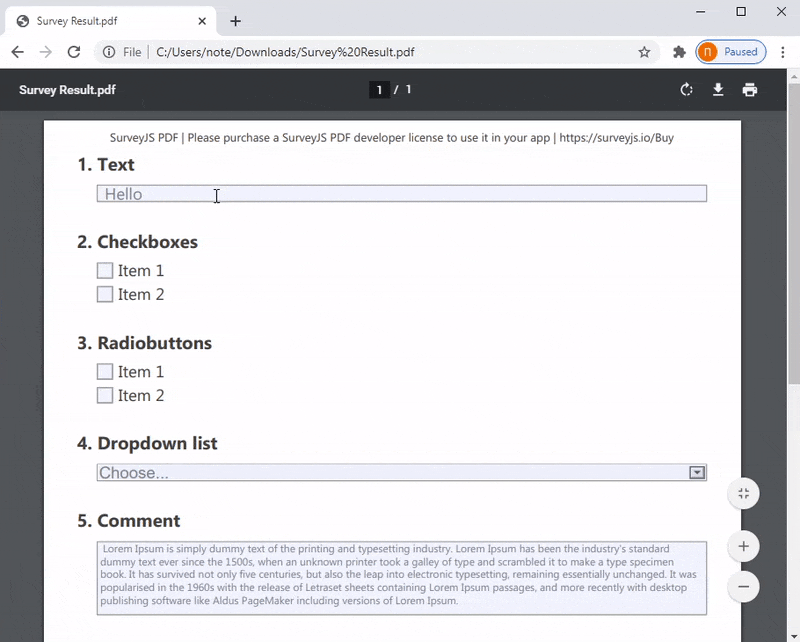 Survey Result.pdf
File | C:/Users/note/Downloads/Survey%20Result.pdf
П Paused
Survey Result.pdf
1 / 1
SurveyJS PDF | Please purchase a SurveyJS PDF developer license to use it in your app | https://surveyjs.io/Buy
1. Text
Hello
2. Checkboxes
Item 1
Item 2
3. Radiobuttons
Item 1
Item 2
4. Dropdown list
Choose...
5. Comment
Lorem Ipsum is simply dummy text of the printing and typesetting industry. Lorem Ipsum has been the industry's standard
dummy text ever since the 1500s, when an unknown printer took a galley of type and scrambled it to make a type specimen
book. It has survived not only five centuries, but also the leap into electronic typesetting, remaining essentially unchanged. It was
popularised in the 1960s with the release of Letraset sheets containing Lorem Ipsum passages, and more recently with desktop
publishing software like Aldus PageMaker including versions of Lorem Ipsum.